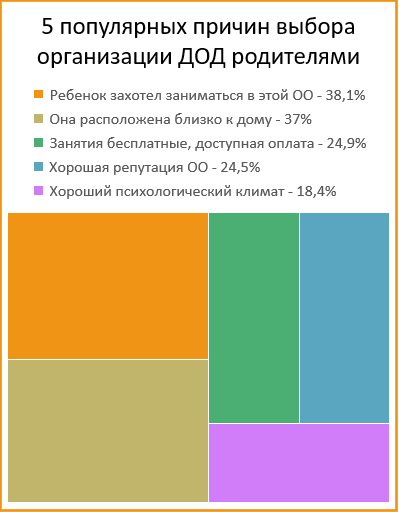 5 популярных причин выбора
организации ДОД родителями
Ребенок захотел заниматься в этой ОО - 38,1%
Она расположена близко к дому - 37%
Занятия бесплатные, доступная оплата - 24,9%
Хорошая репутация ОО - 24,5%
Хороший психологический климат - 18,4%